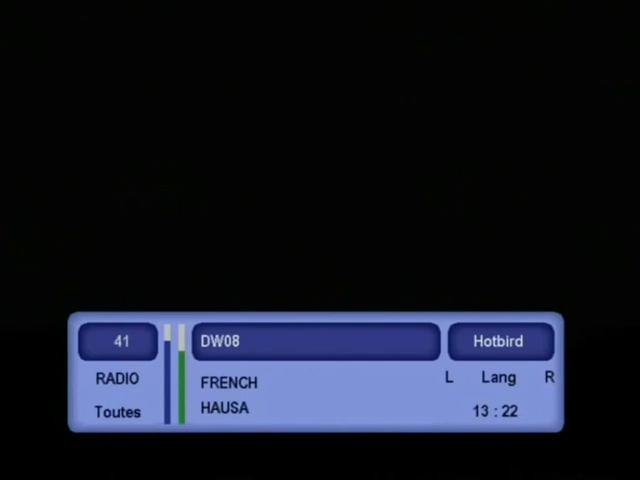 41
DW08
Hotbird
RADIO
FRENCH
L Lang R
Toutes
HAUSA
13 : 22